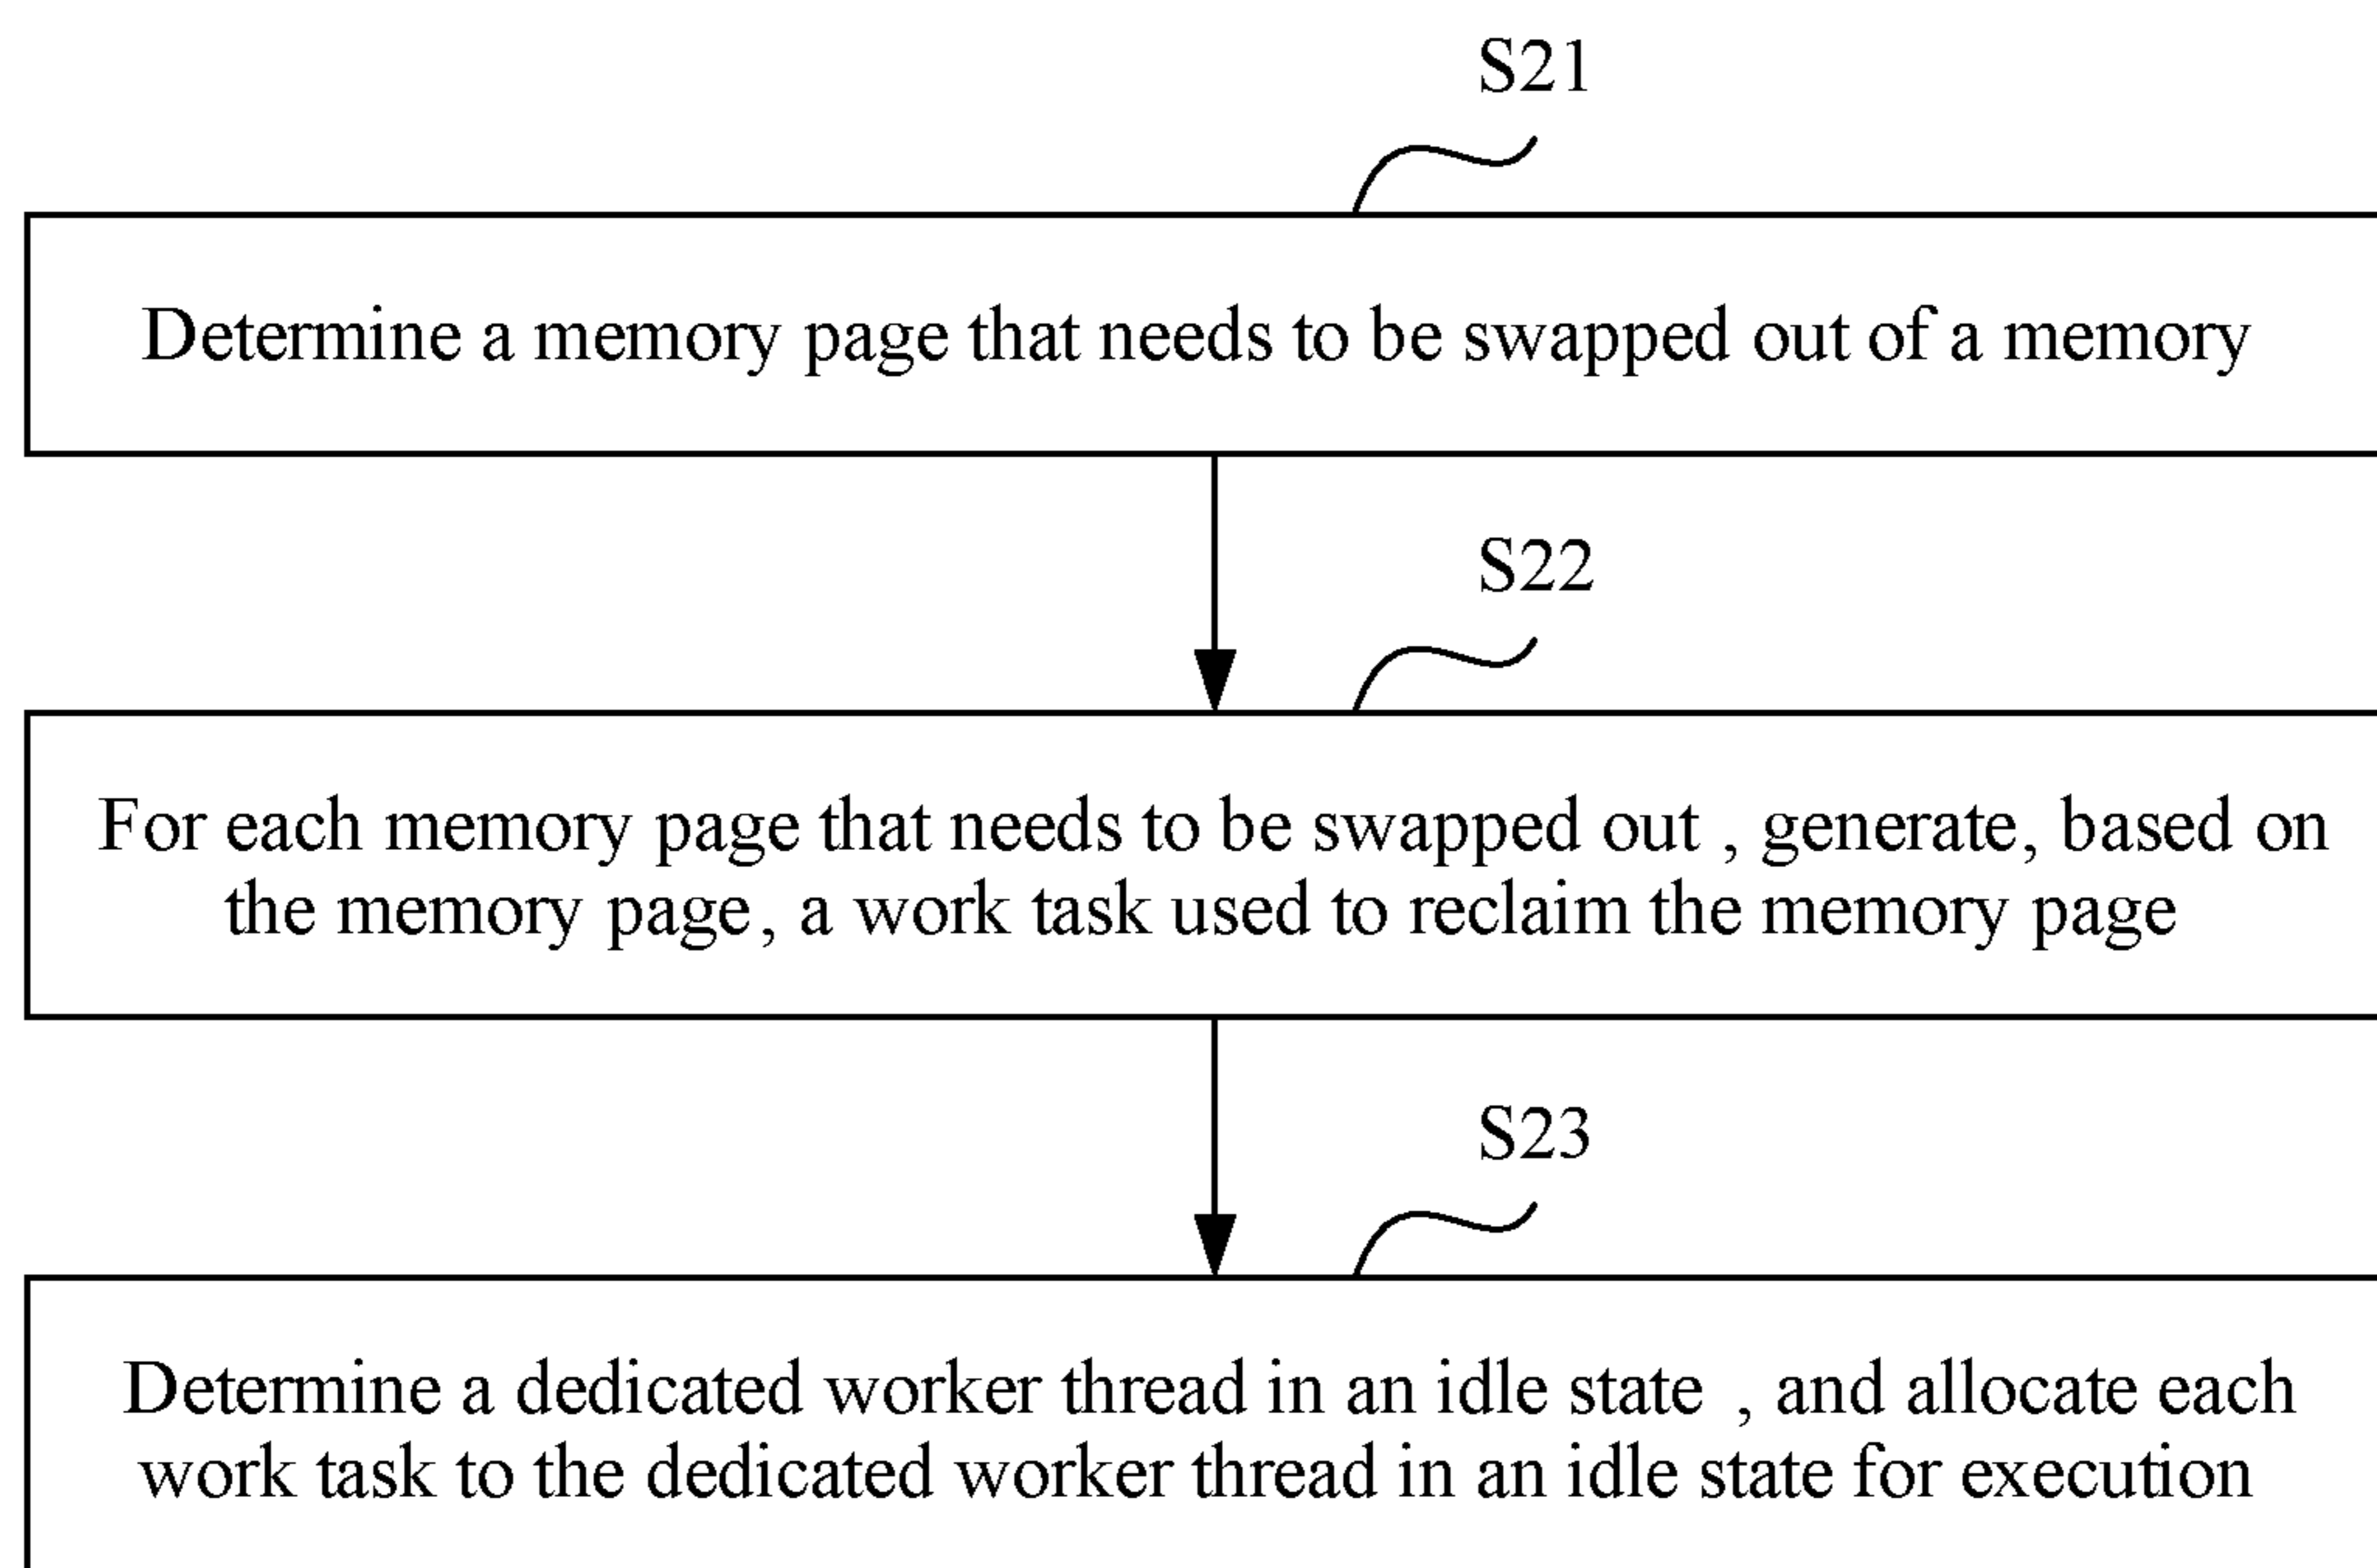 S21
Determine a memory page that needs to be swapped out of a memory
S22
For each memory page that needs to be swapped out , generate, based on
the memory page, a work task used to reclaim the memory page
S23
Determine a dedicated worker thread in an idle state , and allocate each
work task to the dedicated worker thread in an idle state for execution